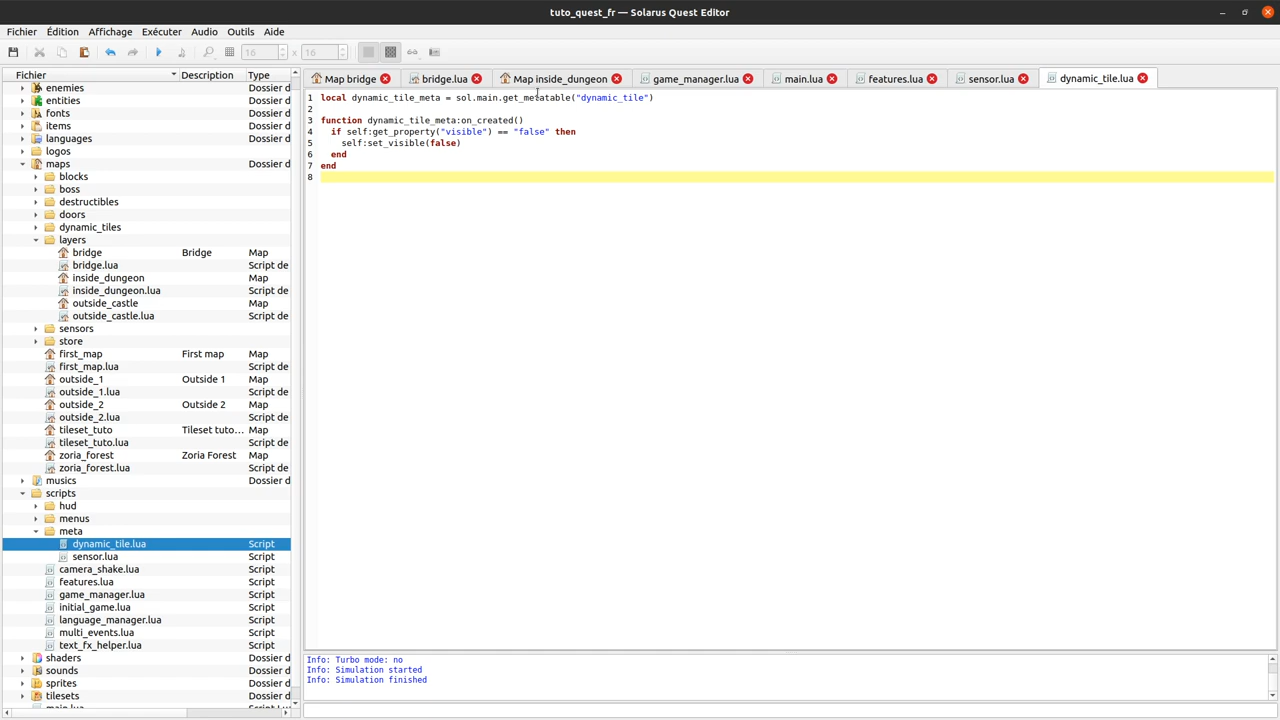 tuto_quest_fr — Solarus Quest Editor
Fichier Édition Affichage Exécuter Audio Outils Aide
16 x 16
Fichier Description Type
Map bridge bridge.lua Map inside_dungeon game_manager.lua main.lua features.lua sensor.lua dynamic_tile.lua
enemies Dossier d
entities Dossier d
fonts Dossier d
items Dossier d
languages Dossier d
logos
maps Dossier d
blocks
boss
destructibles
doors
dynamic_tiles
layers
bridge Bridge Map
bridge.lua Script de
inside_dungeon Map
inside_dungeon.lua Script de
outside_castle Map
outside_castle.lua Script de
sensors
store
first_map First map Map
first_map.lua Script de
outside_1 Outside 1 Map
outside_1.lua Script de
outside_2 Outside 2 Map
outside_2.lua Script de
tileset_tuto Tileset tuto... Map
tileset_tuto.lua Script de
zoria_forest Zoria Forest Map
zoria_forest.lua Script de
musics Dossier d
scripts
hud
menus
meta
dynamic_tile.lua Script
sensor.lua Script
camera_shake.lua Script
features.lua Script
game_manager.lua Script
initial_game.lua Script
language_manager.lua Script
multi_events.lua Script
text_fx_helper.lua Script
shaders Dossier d
sounds Dossier d
sprites Dossier d
tilesets Dossier d
1 local dynamic_tile_meta = sol.main.get_metatable("dynamic_tile")
2
3 function dynamic_tile_meta:on_created()
4 if self:get_property("visible") == "false" then
5 self:set_visible(false)
6 end
7 end
8
Info: Turbo mode: no
Info: Simulation started
Info: Simulation finished